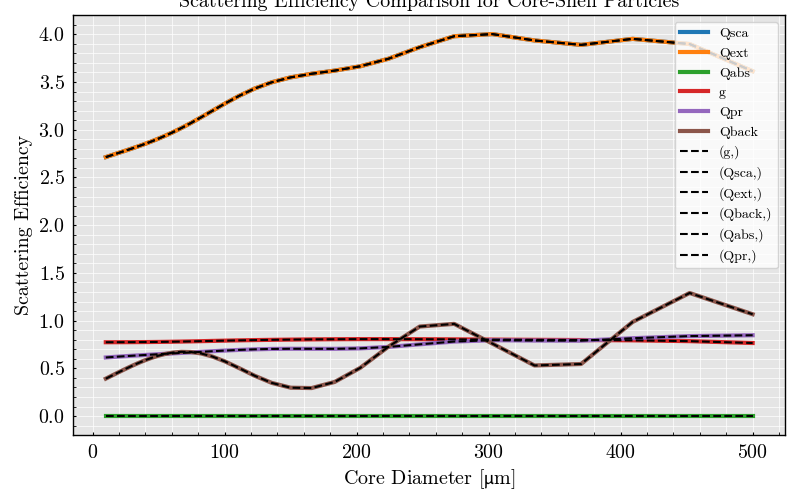 Scattering Efficiency Comparison for Core-Shell Particles
Scattering Efficiency
4.0
3.5
3.0
2.5
2.0
1.5
1.0
0.5
0.0
Qsca
Qext
Qabs
g
Qpr
Qback
(g,)
(Qsca,)
(Qext,)
(Qback,)
(Qabs,)
(Qpr,)
0 100 200 300 400 500
Core Diameter [µm]